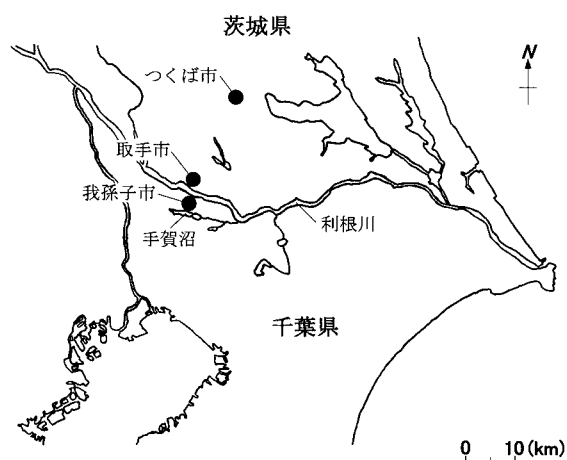 茨城県
N
つくば市
取手市
我孫子市
手賀沼
利根川
千葉県
0 10(km)